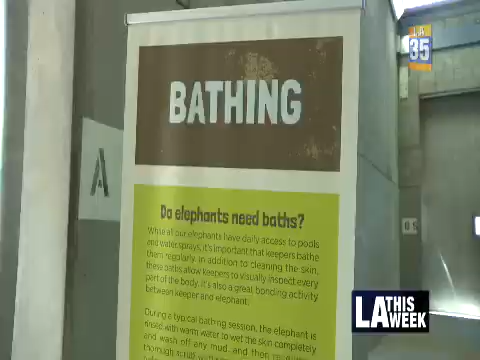 LA
35
BATHING
A
Do elephants need baths?
While all our elephants have daily access to pools
and water sprays, it's important that keepers bathe
them regularly. In addition to cleaning the skin,
these baths allow keepers to visually inspect every
part of the body. It's also a great bonding activity
between keeper and elephant.
During a typical bathing session, the elephant is
rinsed with warm water to wet the skin completely
and wash off any mud, and then
thorough scrub
LA THIS
WEEK